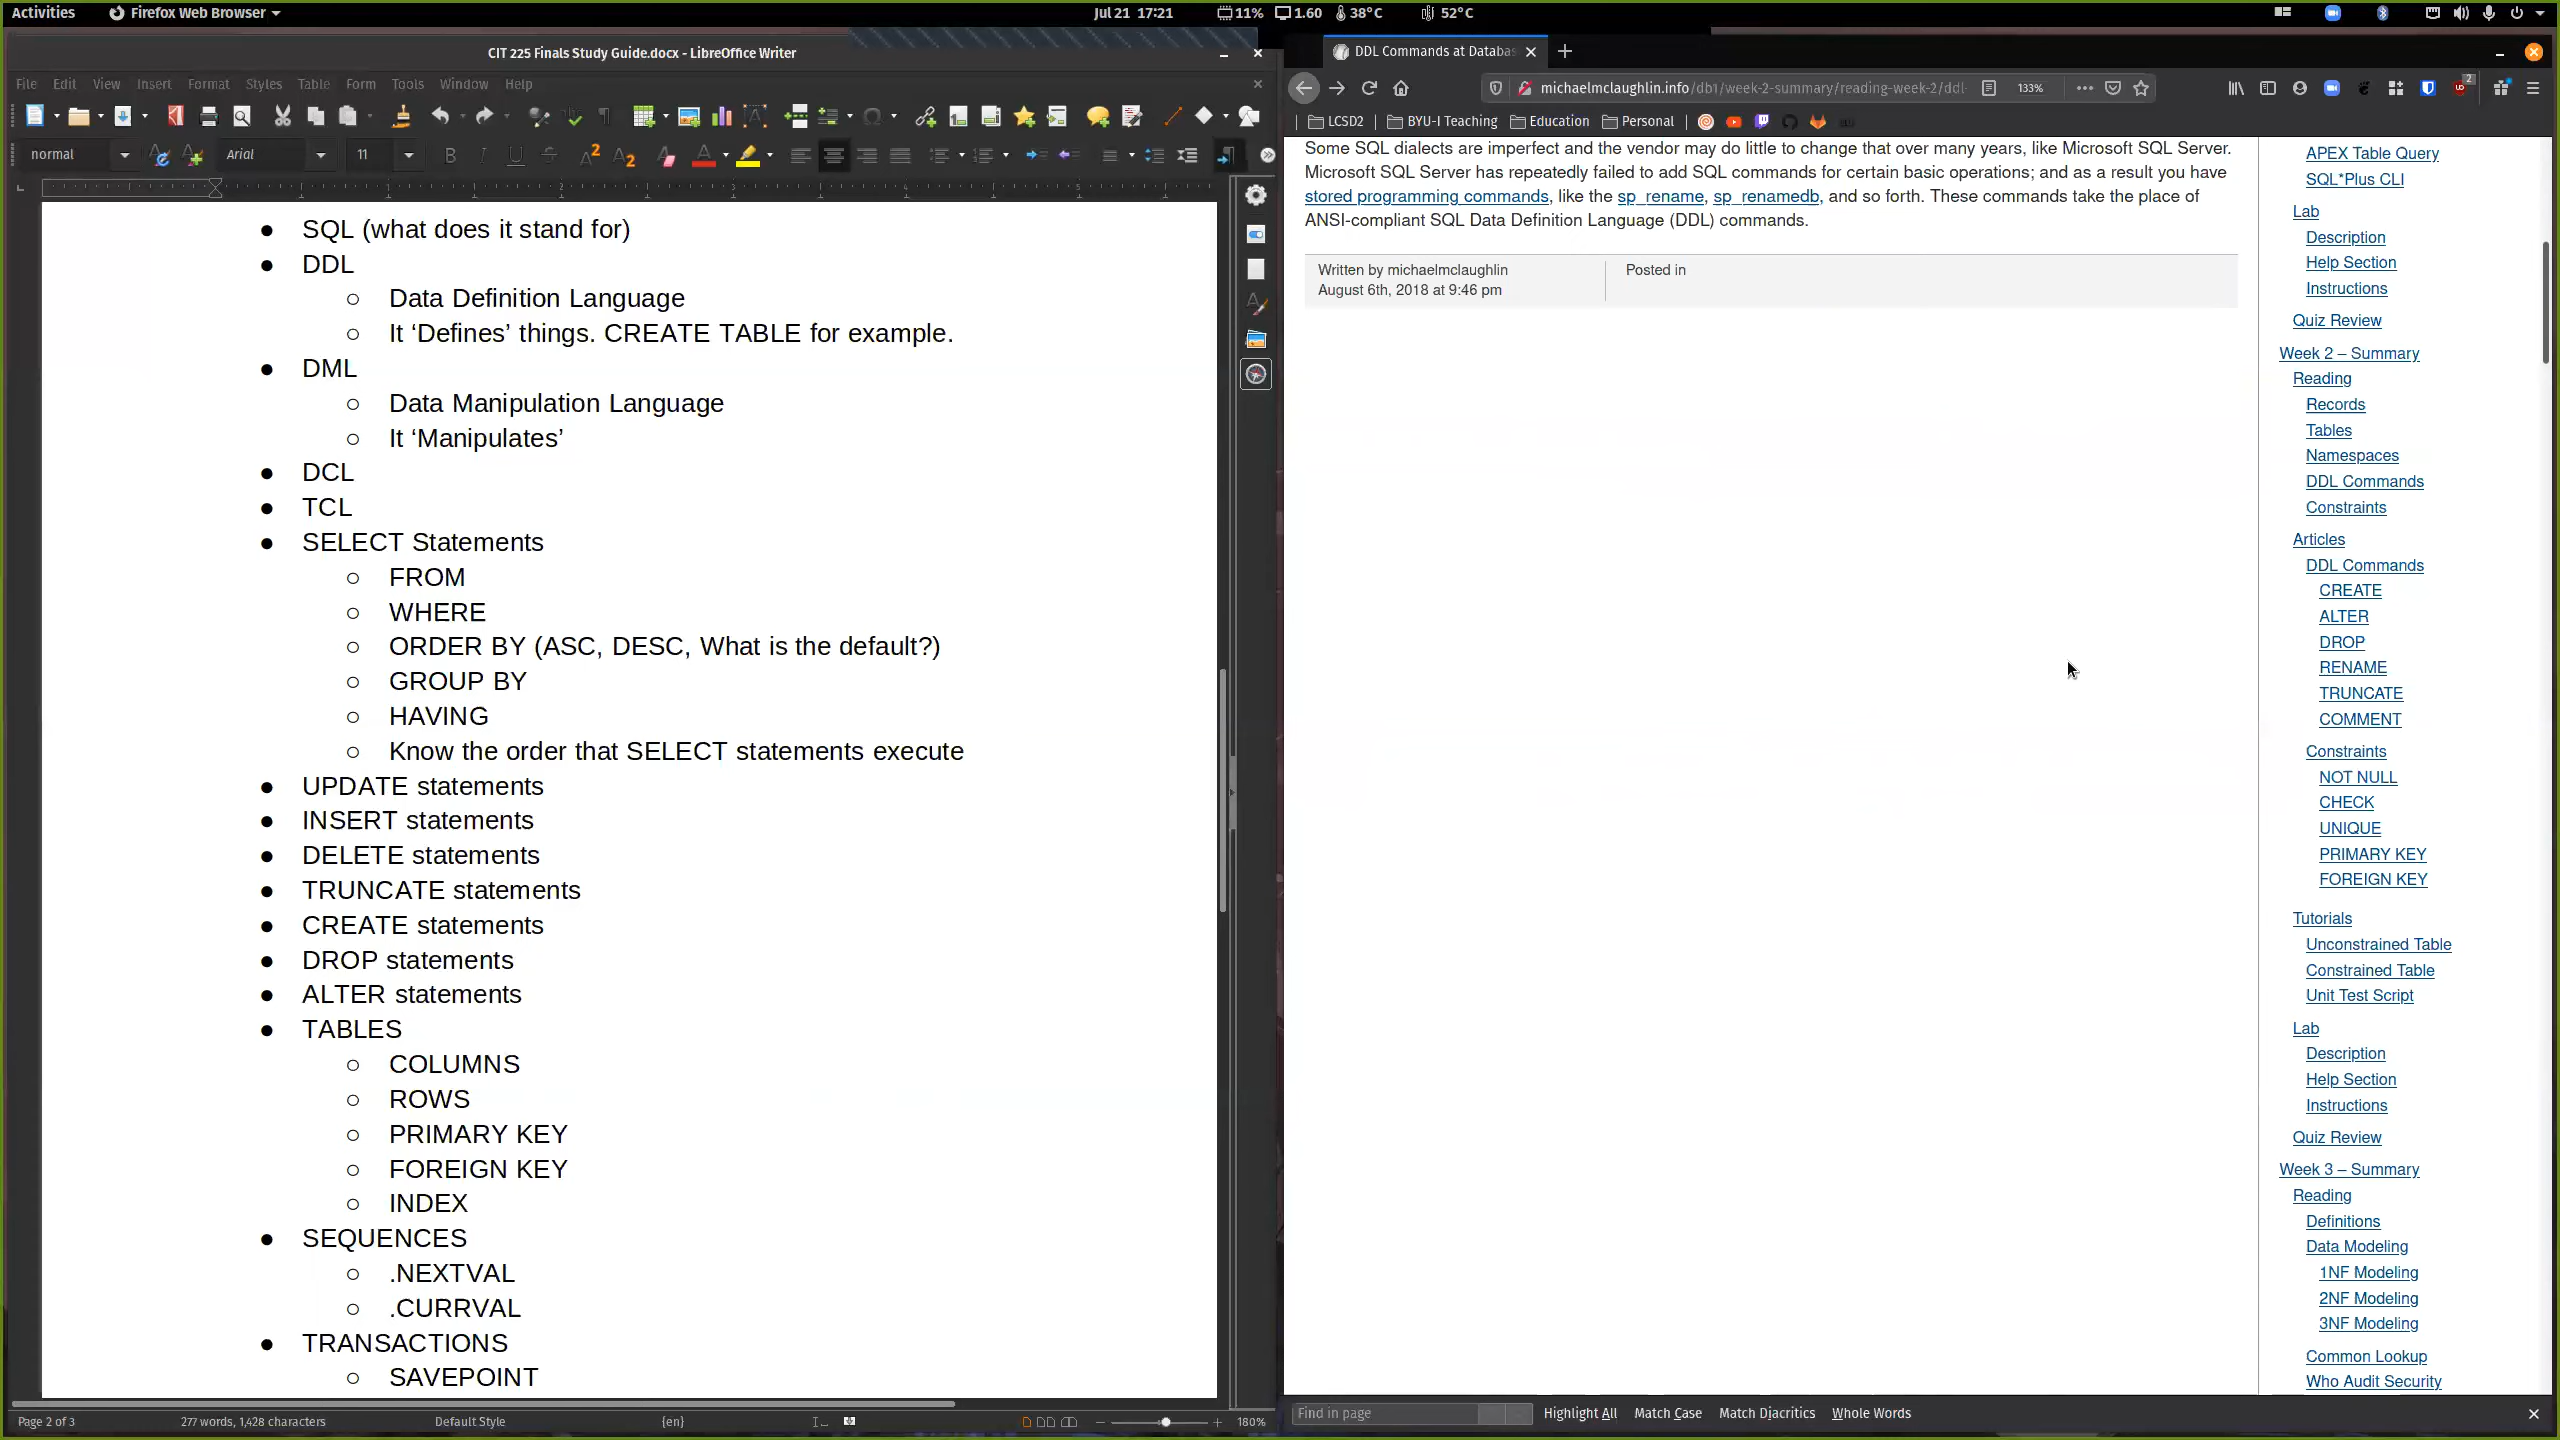 Activities
Firefox Web Browser
Jul 21 17:21
11%
1.60
38°C
52°C
CIT 225 Finals Study Guide.docx - LibreOffice Writer
File Edit View Insert Format Styles Table Form Tools Window Help
normal
Arial
11
SQL (what does it stand for)
DDL
Data Definition Language
It ‘Defines’ things. CREATE TABLE for example.
DML
Data Manipulation Language
It ‘Manipulates’
DCL
TCL
SELECT Statements
FROM
WHERE
ORDER BY (ASC, DESC, What is the default?)
GROUP BY
HAVING
Know the order that SELECT statements execute
UPDATE statements
INSERT statements
DELETE statements
TRUNCATE statements
CREATE statements
DROP statements
ALTER statements
TABLES
COLUMNS
ROWS
PRIMARY KEY
FOREIGN KEY
INDEX
SEQUENCES
.NEXTVAL
.CURRVAL
TRANSACTIONS
SAVEPOINT
Page 2 of 3
277 words, 1,428 characters
Default Style
{en}
180%
DDL Commands at Databas
michaelmclaughlin.info/db1/week-2-summary/reading-week-2/ddl-
133%
2
LCSD2
BYU-I Teaching
Education
Personal
Some SQL dialects are imperfect and the vendor may do little to change that over many years, like Microsoft SQL Server.
Microsoft SQL Server has repeatedly failed to add SQL commands for certain basic operations; and as a result you have
stored programming commands, like the sp_rename, sp_renamedb, and so forth. These commands take the place of
ANSI-compliant SQL Data Definition Language (DDL) commands.
Written by michaelmclaughlin
August 6th, 2018 at 9:46 pm
Posted in
APEX Table Query
SQL*Plus CLI
Lab
Description
Help Section
Instructions
Quiz Review
Week 2 – Summary
Reading
Records
Tables
Namespaces
DDL Commands
Constraints
Articles
DDL Commands
CREATE
ALTER
DROP
RENAME
TRUNCATE
COMMENT
Constraints
NOT NULL
CHECK
UNIQUE
PRIMARY KEY
FOREIGN KEY
Tutorials
Unconstrained Table
Constrained Table
Unit Test Script
Lab
Description
Help Section
Instructions
Quiz Review
Week 3 – Summary
Reading
Definitions
Data Modeling
1NF Modeling
2NF Modeling
3NF Modeling
Common Lookup
Who Audit Security
Find in page
Highlight All
Match Case
Match Diacritics
Whole Words